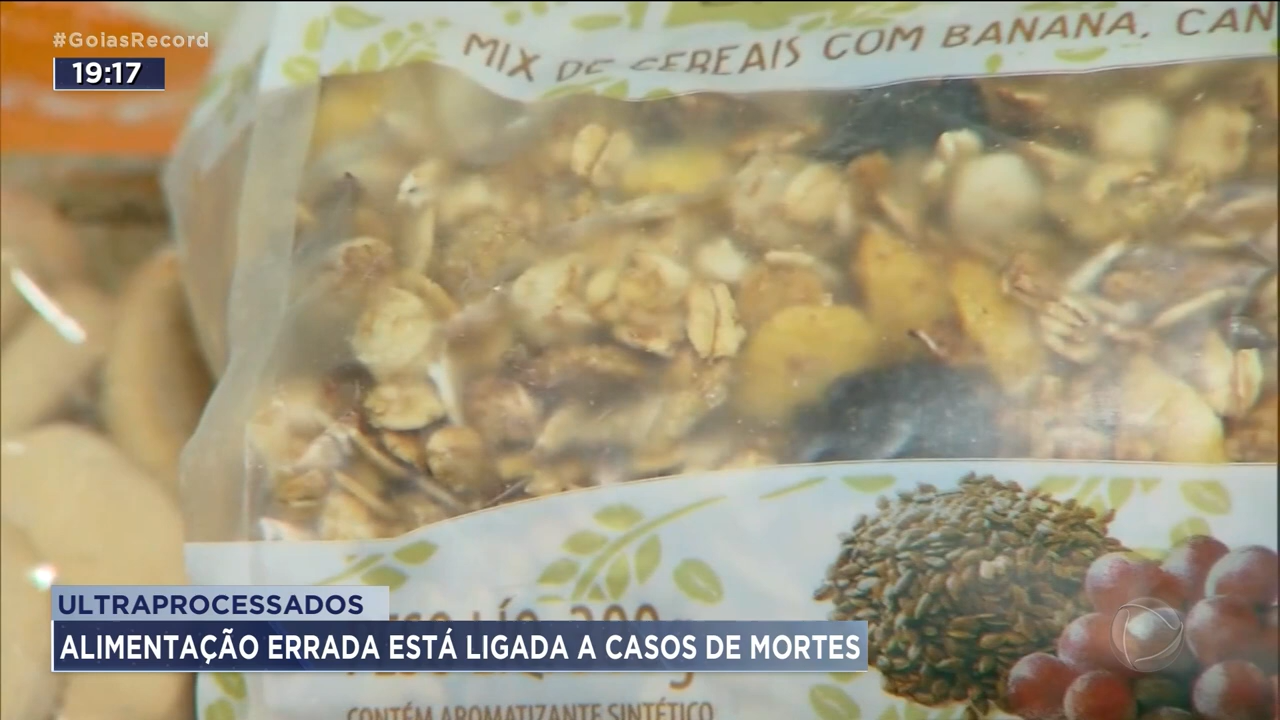 #GoiasRecord
19:17
MIX DE CEREAIS COM BANANA, CAN
ULTRAPROCESSADOS
ALIMENTAÇÃO ERRADA ESTÁ LIGADA A CASOS DE MORTES
CONTÉM AROMATIZANTE SINTÉTICO